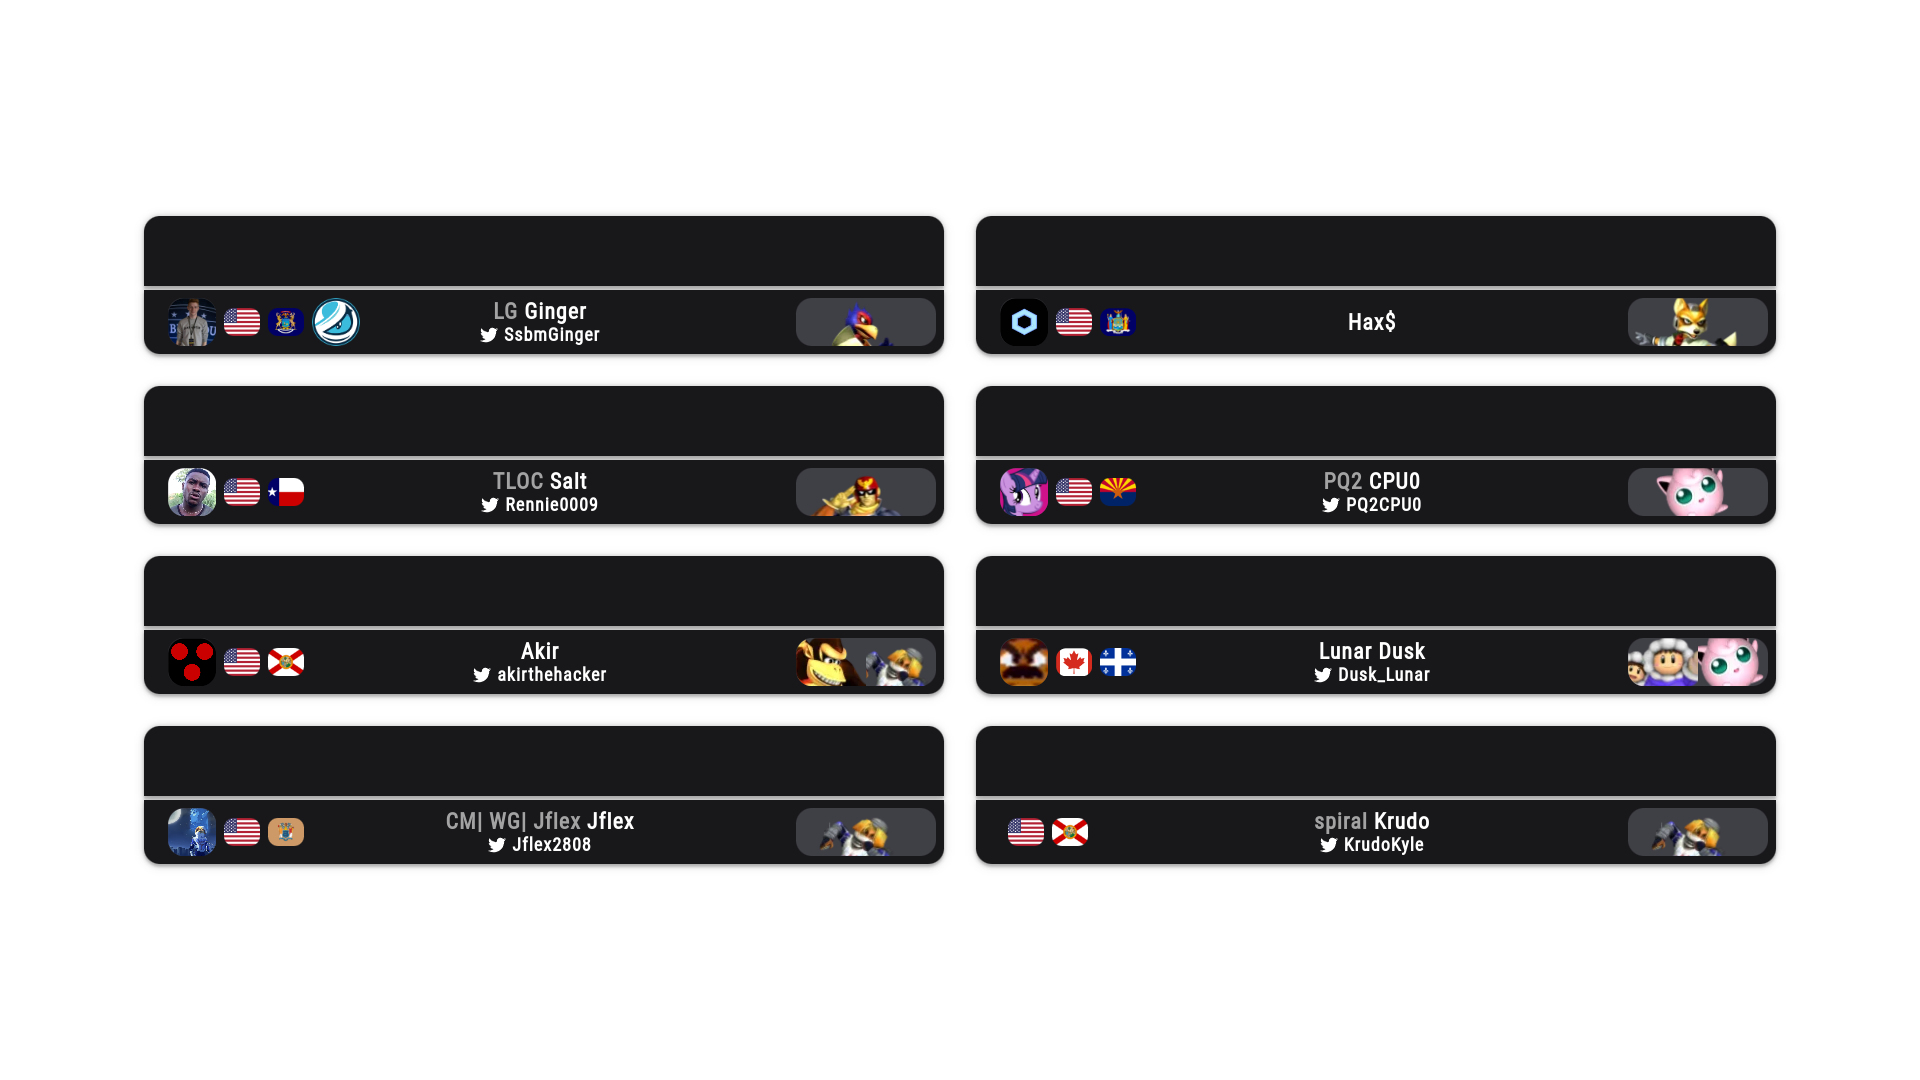 LG Ginger
SsbmGinger
Hax$
TLOC Salt
Rennie0009
PQ2 CPU0
PQ2CPU0
Akir
akirthehacker
Lunar Dusk
Dusk_Lunar
CM| WG| Jflex Jflex
Jflex2808
spiral Krudo
KrudoKyle